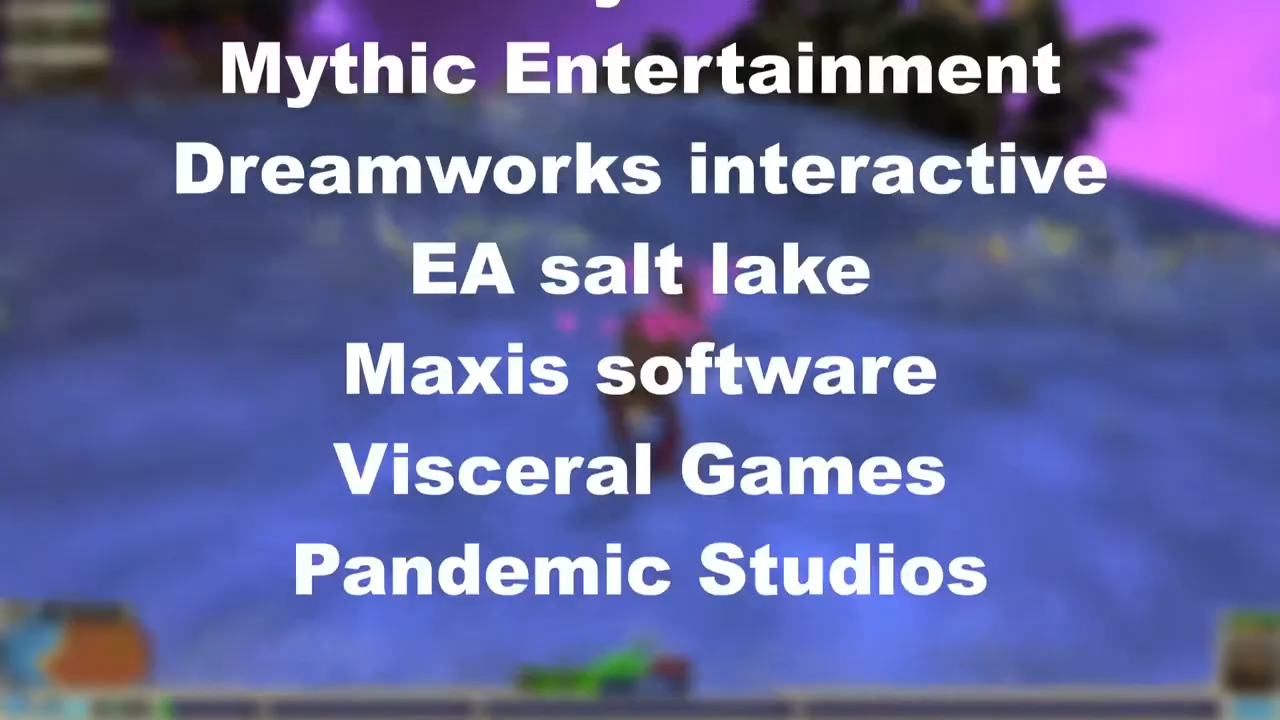 Mythic Entertainment
Dreamworks interactive
EA salt lake
Maxis software
Visceral Games
Pandemic Studios